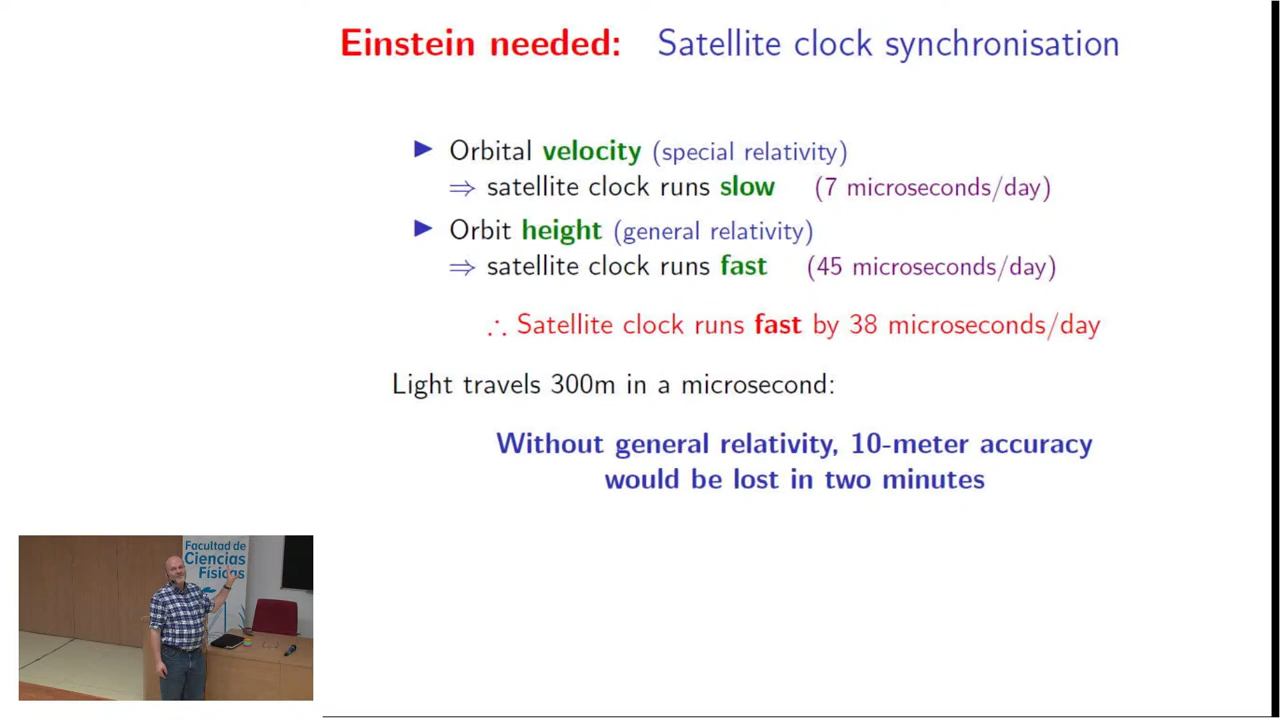 Einstein needed: Satellite clock synchronisation
▶ Orbital velocity (special relativity)
⇒ satellite clock runs slow (7 microseconds/day)
▶ Orbit height (general relativity)
⇒ satellite clock runs fast (45 microseconds/day)
∴ Satellite clock runs fast by 38 microseconds/day
Light travels 300m in a microsecond:
Without general relativity, 10-meter accuracy
would be lost in two minutes
Facultad de
Ciencias
Físicas